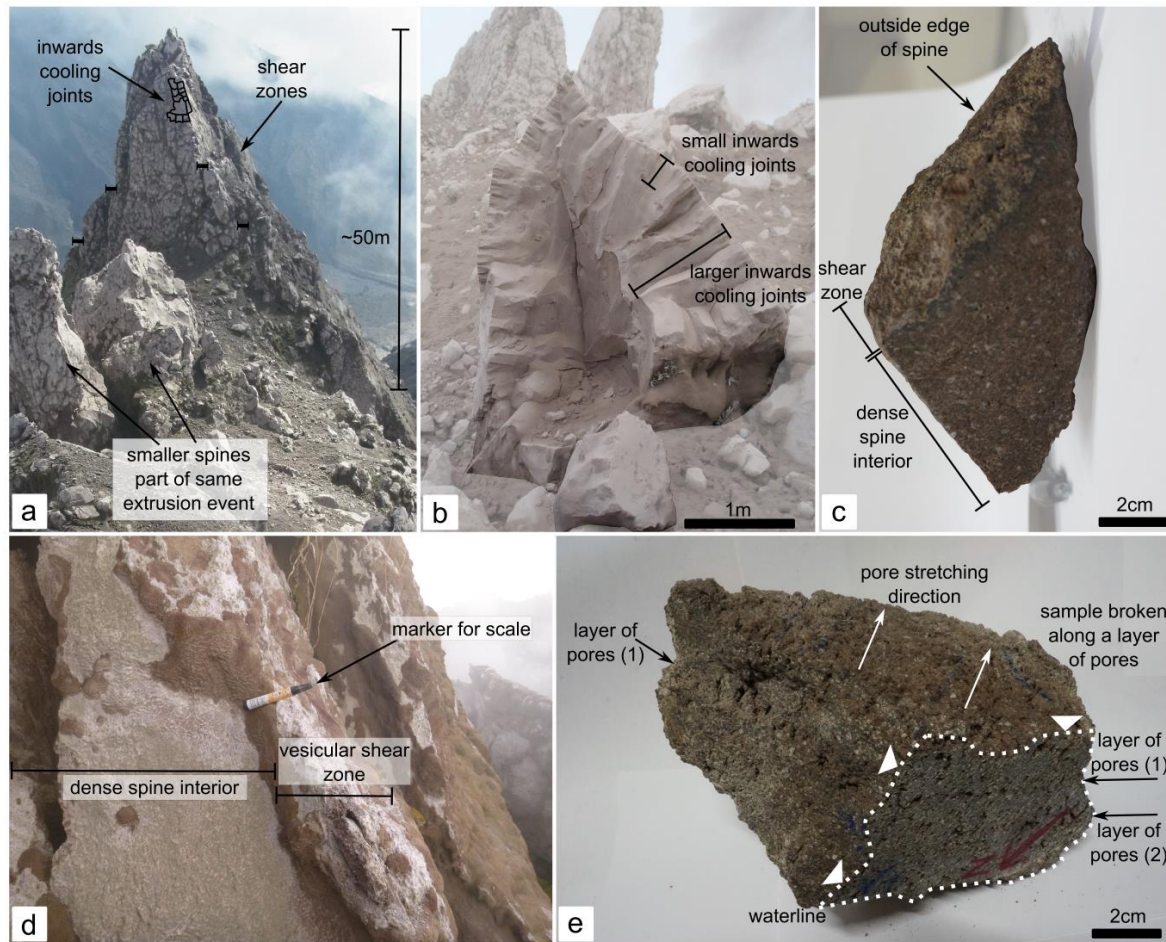 inwards
cooling
joints
shear
zones
~50m
smaller spines
part of same
extrusion event
a
small inwards
cooling joints
larger inwards
cooling joints
1m
b
outside edge
of spine
shear
zone
dense
spine
interior
2cm
c
marker for scale
vesicular shear
zone
dense spine interior
d
pore stretching
direction
sample broken
along a layer
of pores
layer of
pores (1)
layer of
pores (1)
layer of
pores (2)
waterline
2cm
e